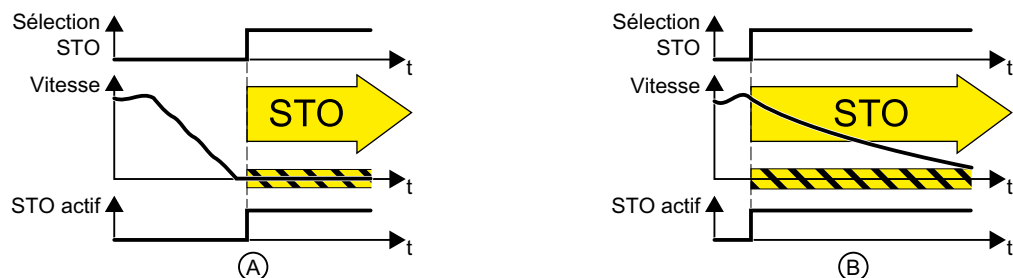 Sélection
STO
t
Vitesse
STO
t
STO actif
t
A
Sélection
STO
t
Vitesse
STO
t
STO actif
t
B